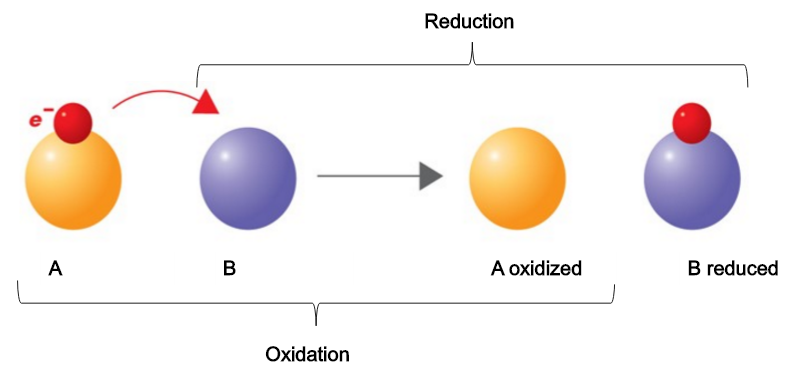 Reduction
e⁻
A
B
A oxidized
B reduced
Oxidation